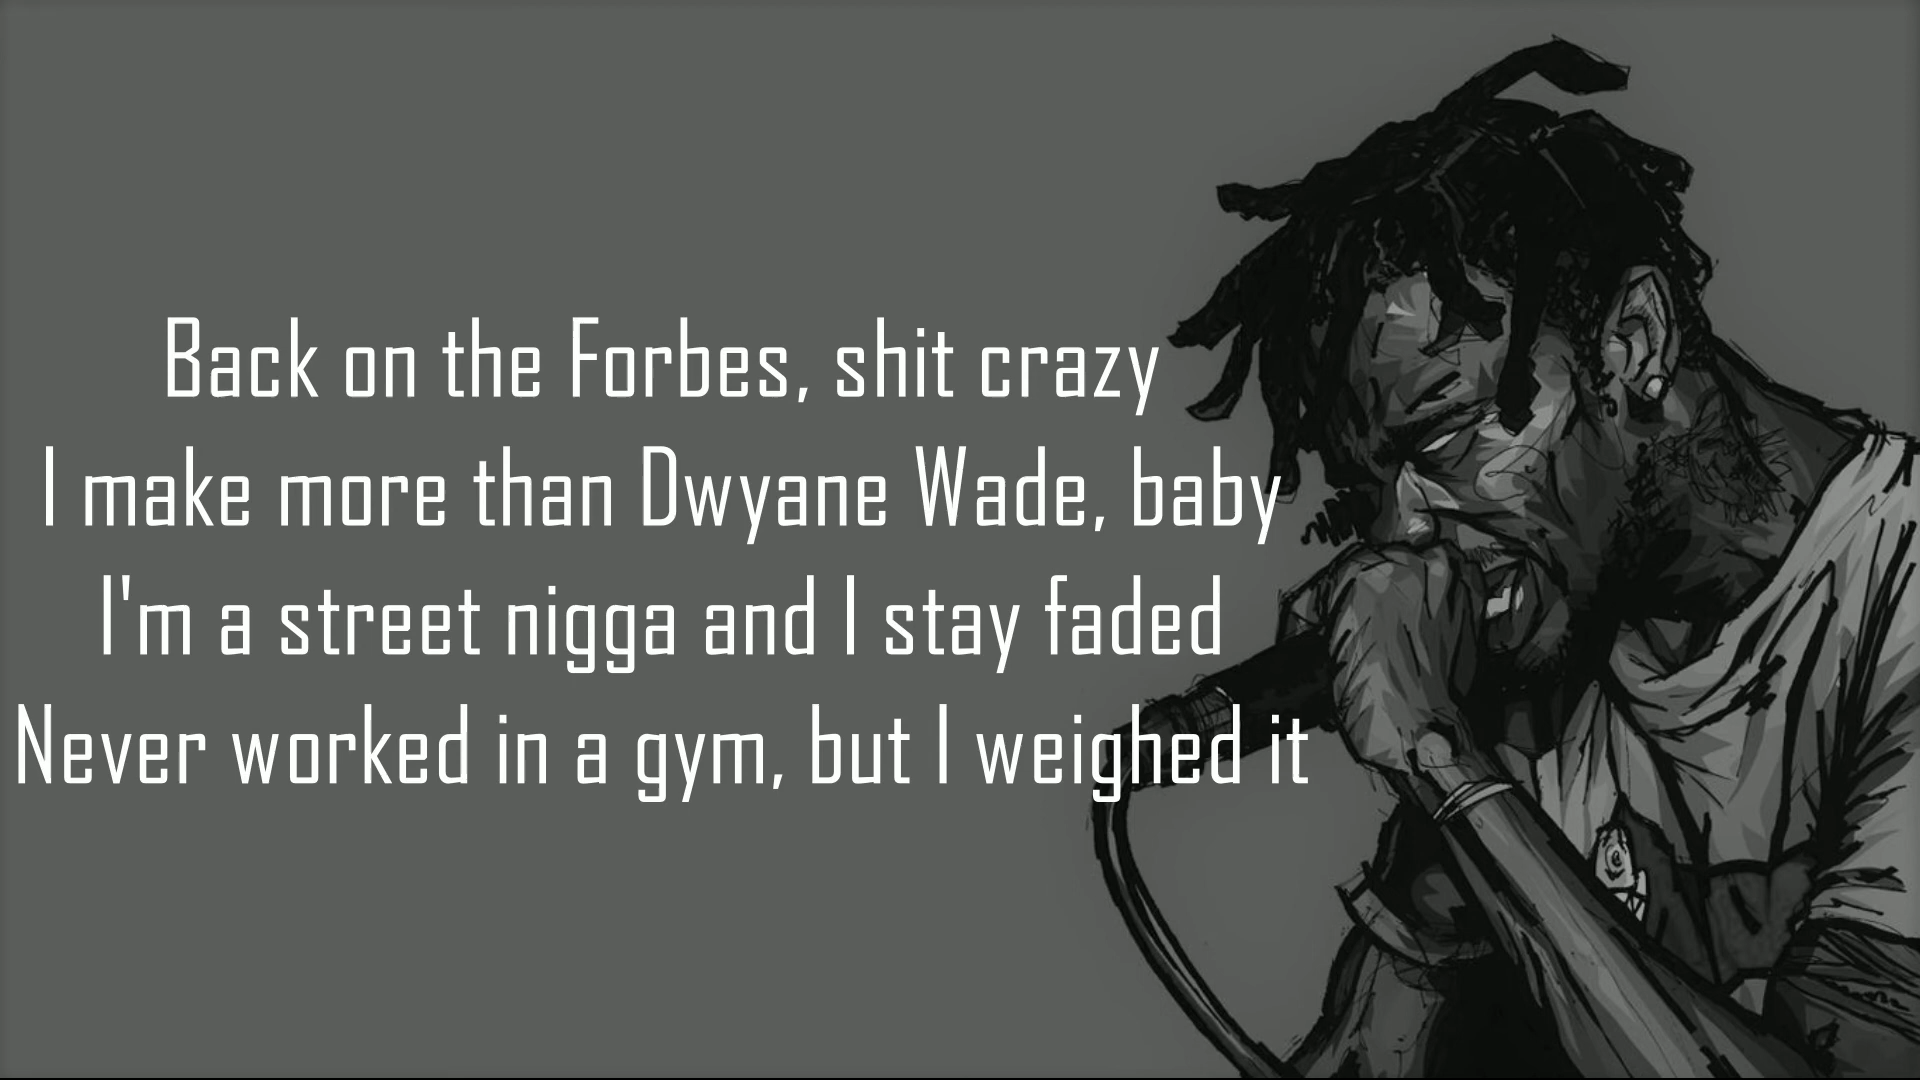 Back on the Forbes, shit crazy
I make more than Dwyane Wade, baby
I'm a street nigga and I stay faded
Never worked in a gym, but I weighed it